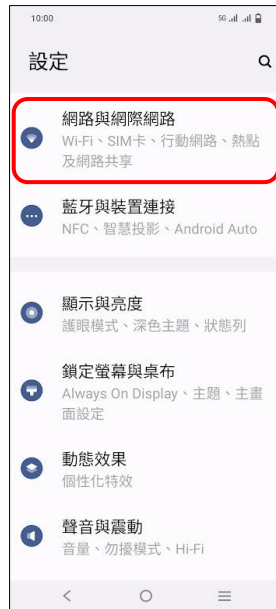 10:00 5G
設定
網路與網際網路
Wi-Fi、SIM卡、行動網路、熱點
及網路共享
藍牙與裝置連接
NFC、智慧投影、Android Auto
顯示與亮度
護眼模式、深色主題、狀態列
鎖定螢幕與桌布
Always On Display、主題、主畫
面設定
動態效果
個性化特效
聲音與震動
音量、勿擾模式、Hi-Fi